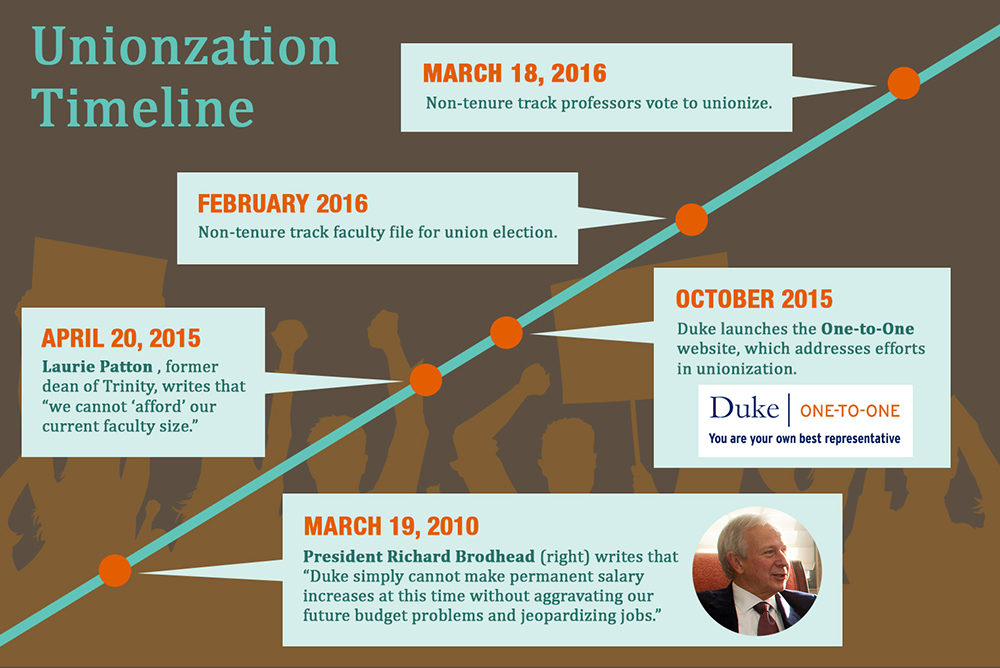 Unionzation
Timeline
MARCH 18, 2016
Non-tenure track professors vote to unionize.
FEBRUARY 2016
Non-tenure track faculty file for union election.
OCTOBER 2015
Duke launches the One-to-One
website, which addresses efforts
in unionization.
Duke | ONE-TO-ONE
You are your own best representative
APRIL 20, 2015
Laurie Patton , former
dean of Trinity, writes that
“we cannot ‘afford’ our
current faculty size.”
MARCH 19, 2010
President Richard Brodhead (right) writes that
“Duke simply cannot make permanent salary
increases at this time without aggravating our
future budget problems and jeopardizing jobs.”